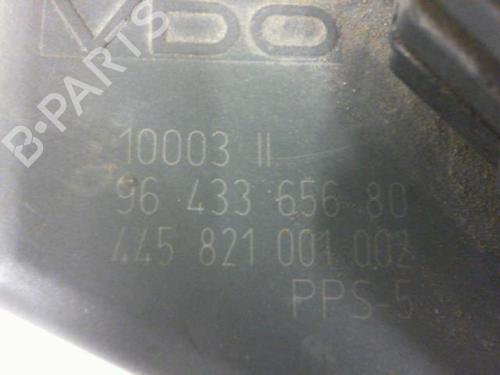 VDO
10003 II
96 433 656 80
445 821 001 002
PPS-5
B-PARTS